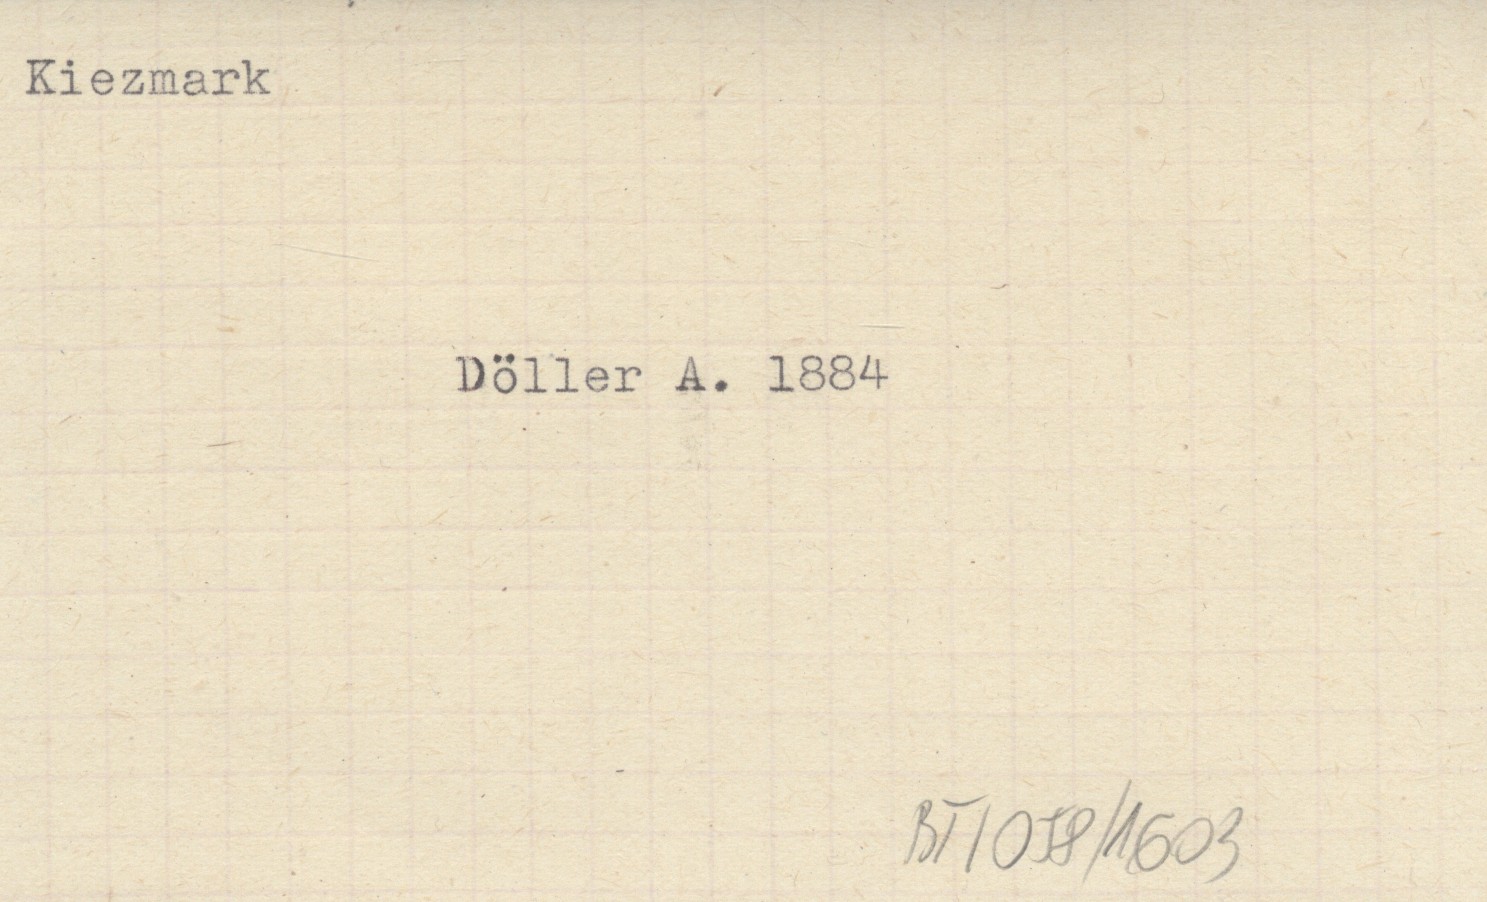 Kiezmark
Döller A. 1884
BT/058/1603